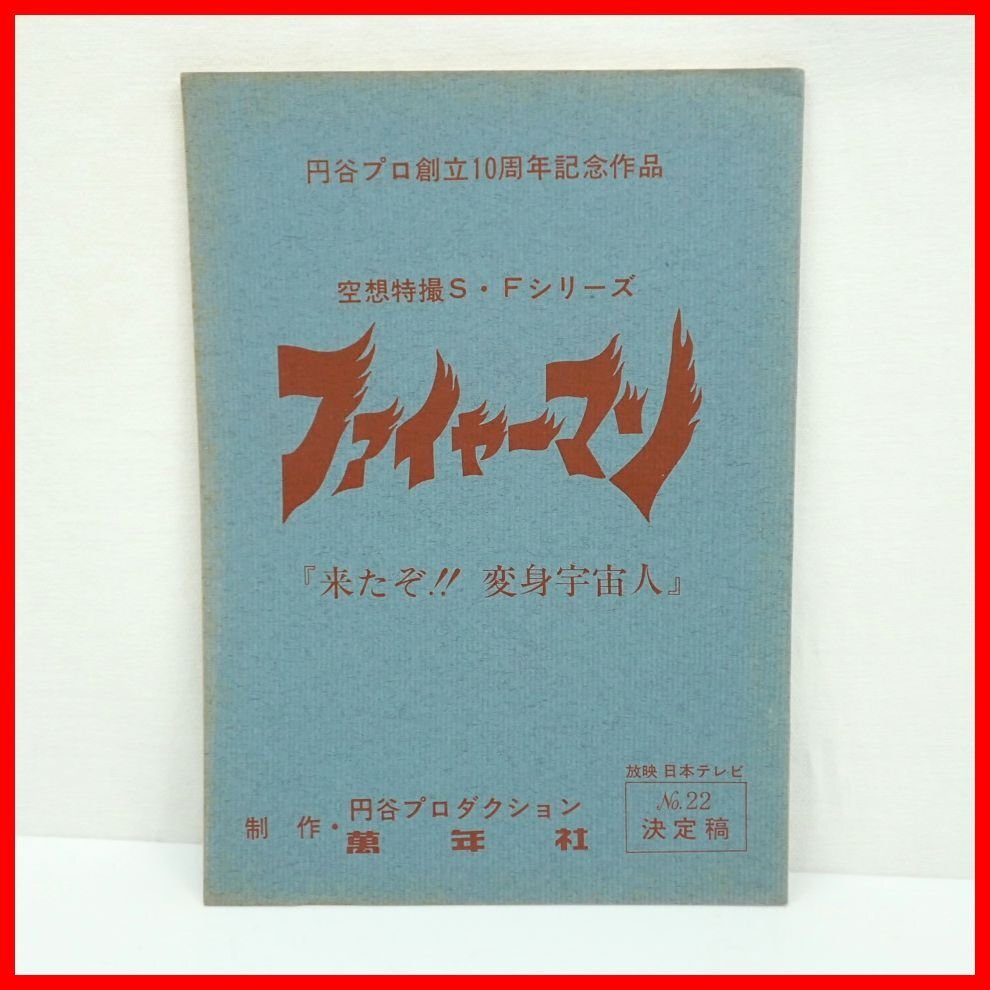 円谷プロ創立10周年記念作品
空想特撮S・Fシリーズ
ファイヤーマン
『来たぞ!! 変身宇宙人』
制 作・円谷プロダクション
萬年社
放映 日本テレビ
No.22
決定稿